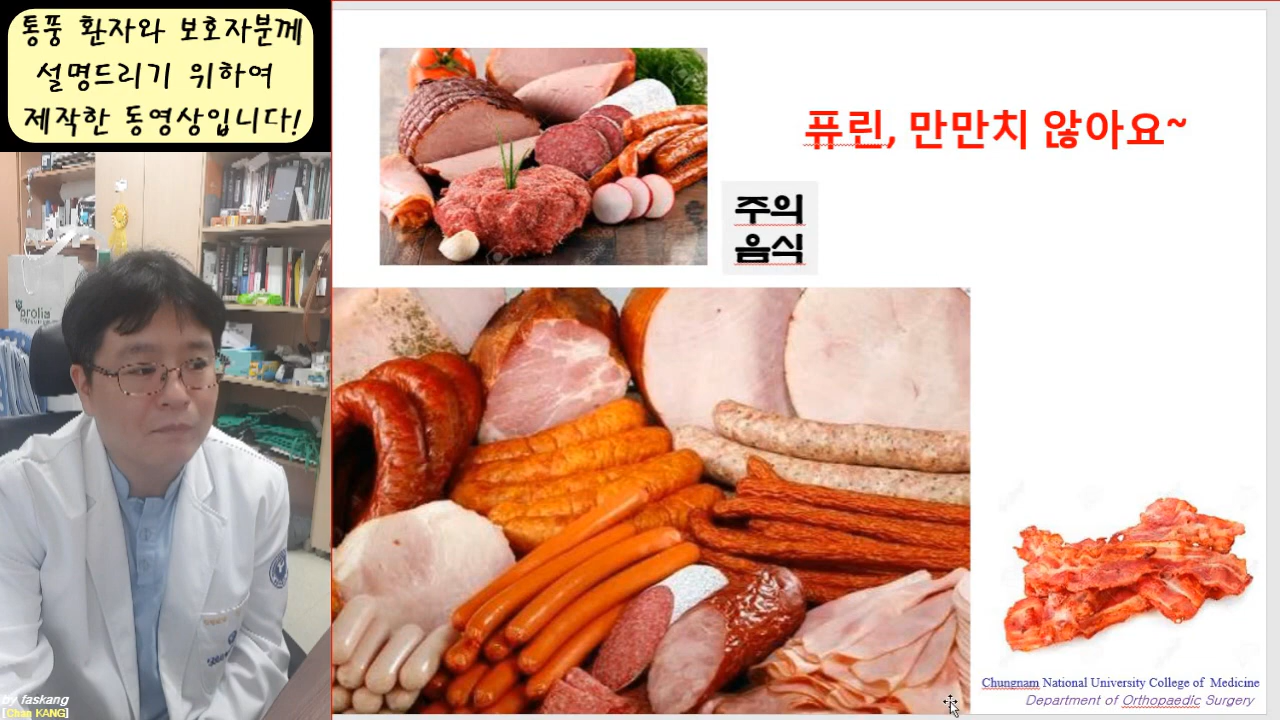 통풍 환자와 보호자분께
설명드리기 위하여
제작한 동영상입니다!
퓨린, 만만치 않아요~
주의
음식
prolia
by faskang
[Chan KANG]
Chungnam National University College of Medicine
Department of Orthopaedic Surgery